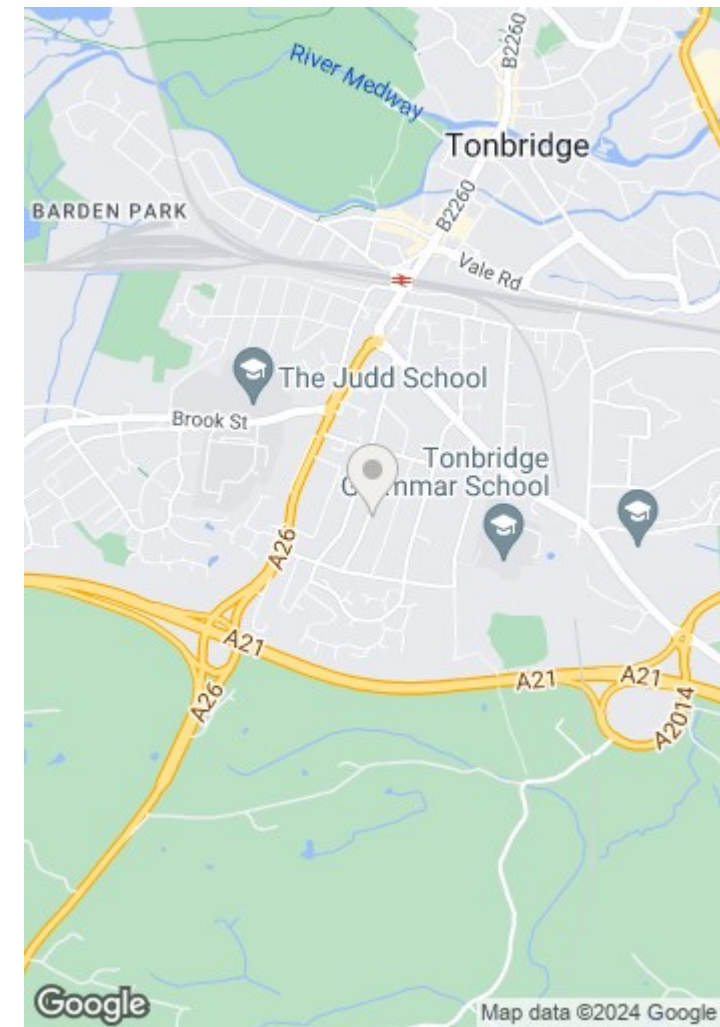 B2260
River Medway
Tonbridge
BARDEN PARK
B2260
Vale Rd
The Judd School
Brook St
Tonbridge
Grammar School
A26
A21
A26
A21
A21
A2014
Google
Map data ©2024 Google